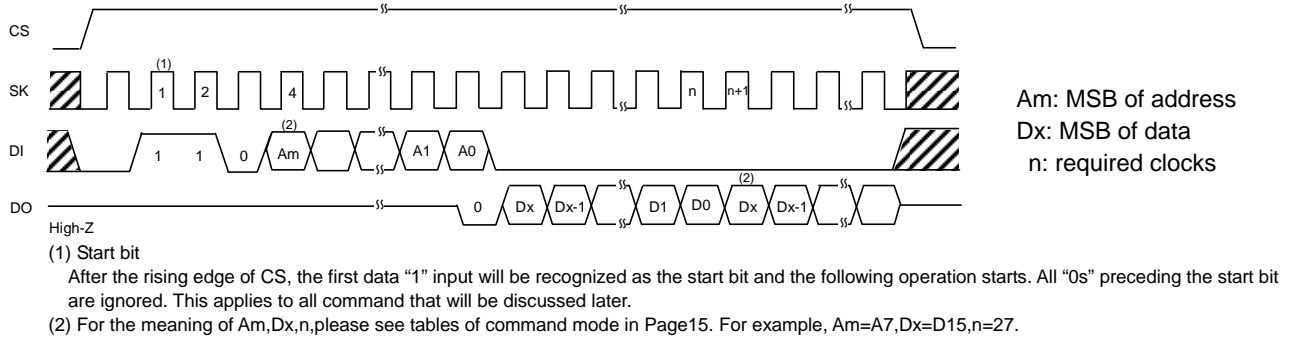 CS
(1)
SK 1 2 4 n n+1
(2)
DI 1 1 0 Am A1 A0
(2)
DO 0 Dx Dx-1 D1 D0 Dx Dx-1
High-Z
Am: MSB of address
Dx: MSB of data
n: required clocks
(1) Start bit
After the rising edge of CS, the first data “1” input will be recognized as the start bit and the following operation starts. All “0s” preceding the start bit
are ignored. This applies to all command that will be discussed later.
(2) For the meaning of Am,Dx,n,please see tables of command mode in Page15. For example, Am=A7,Dx=D15,n=27.